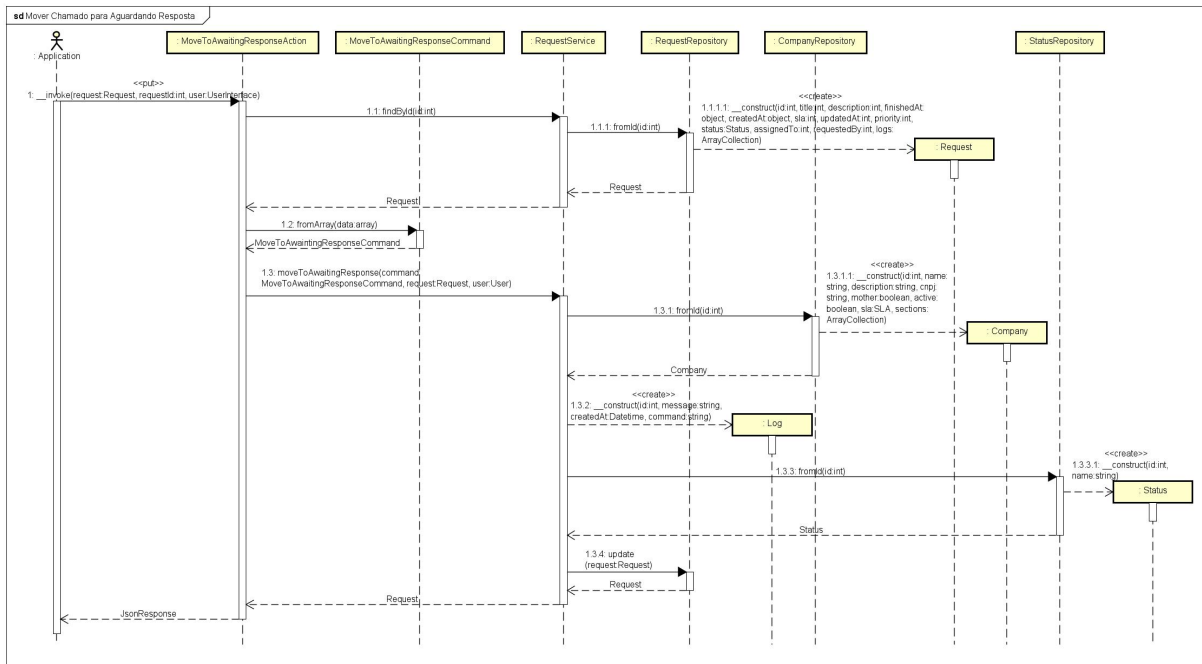 sd Mover Chamado para Aguardando Resposta
: Application
: MoveToAwaitingResponseAction
: MoveToAwaitingResponseCommand
: RequestService
: RequestRepository
: CompanyRepository
: StatusRepository
<<put>>
1: __invoke(request:Request, requestId:int, user:UserInterface)
1.1: findById(id:int)
1.1.1: fromId(id:int)
<<create>>
1.1.1.1: __construct(id:int, title:int, description:int, finishedAt:
object, createdAt:object, sla:int, updatedAt:int, priority:int,
status:Status, assignedTo:int, requestedBy:int, logs:
ArrayCollection)
: Request
Request
Request
1.2: fromArray(data:array)
MoveToAwaintingResponseCommand
1.3: moveToAwaitingResponse(command:
MoveToAwaitingResponseCommand, request:Request, user:User)
1.3.1: fromId(id:int)
<<create>>
1.3.1.1: __construct(id:int, name:
string, description:string, cnpj:
string, mother:boolean, active:
boolean, sla:SLA, sections:
ArrayCollection)
: Company
Company
<<create>>
1.3.2: __construct(id:int, message:string,
createdAt:Datetime, command:string)
: Log
1.3.3: fromId(id:int)
<<create>>
1.3.3.1: __construct(id:int,
name:string)
: Status
Status
1.3.4: update
(request:Request)
Request
Request
JsonResponse